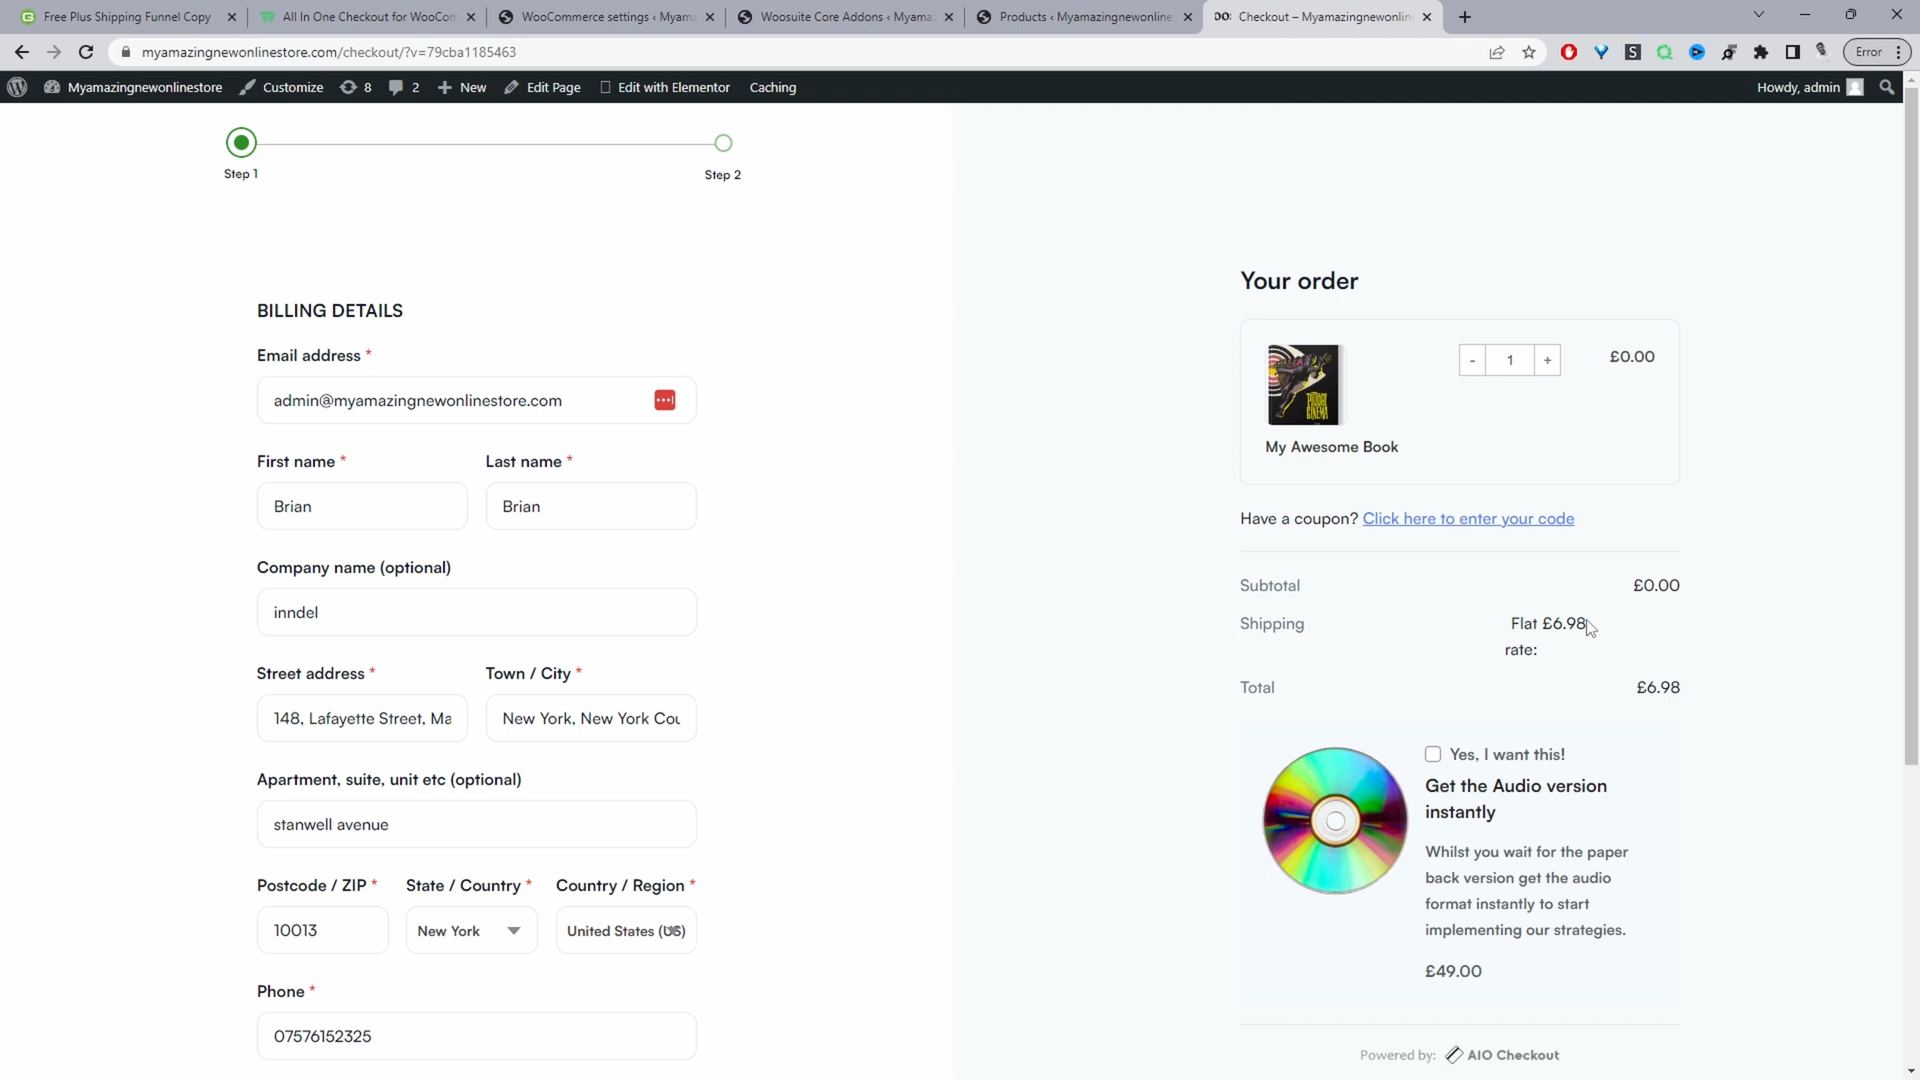 Free Plus Shipping Funnel Copy
All In One Checkout for WooCom
WooCommerce settings ‹ Myama
Woosuite Core Addons ‹ Myama
Products ‹ Myamazingnewonline
Checkout – Myamazingnewonlin
myamazingnewonlinestore.com/checkout/?v=79cba1185463
Error
Myamazingnewonlinestore
Customize
8
2
New
Edit Page
Edit with Elementor
Caching
Howdy, admin
Step 1
Step 2
BILLING DETAILS
Email address *
admin@myamazingnewonlinestore.com
First name *
Last name *
Brian
Brian
Company name (optional)
inndel
Street address *
Town / City *
148, Lafayette Street, Ma
New York, New York Cou
Apartment, suite, unit etc (optional)
stanwell avenue
Postcode / ZIP *
State / Country *
Country / Region *
10013
New York
United States (US)
Phone *
07576152325
Your order
- 1 +
£0.00
My Awesome Book
Have a coupon? Click here to enter your code
Subtotal
£0.00
Shipping
Flat £6.98
rate:
Total
£6.98
Yes, I want this!
Get the Audio version
instantly
Whilst you wait for the paper
back version get the audio
format instantly to start
implementing our strategies.
£49.00
Powered by: AIO Checkout